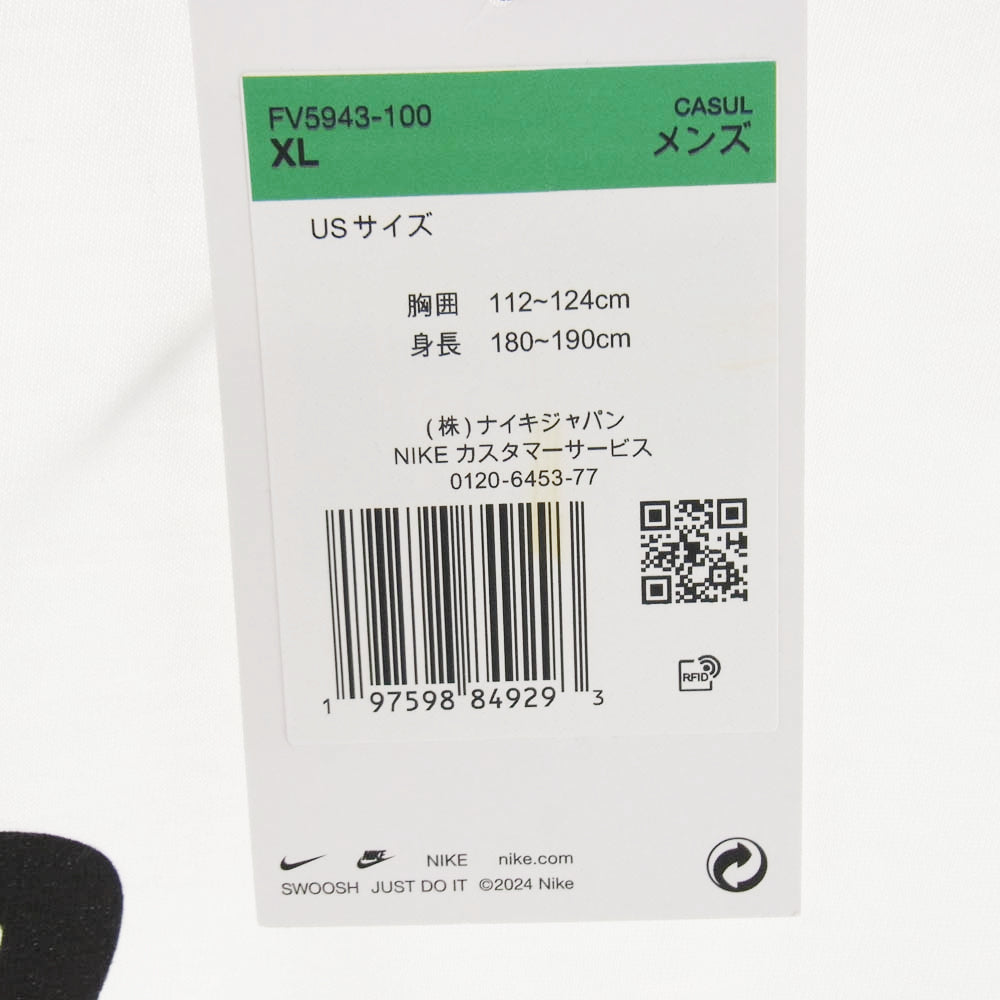 FV5943-100
CASUL
XL
メンズ
USサイズ
胸囲 112~124cm
身長 180~190cm
(株)ナイキジャパン
NIKE カスタマーサービス
0120-6453-77
1 97598 84929 3
RFID
NIKE NIKE nike.com
SWOOSH JUST DO IT ©2024 Nike